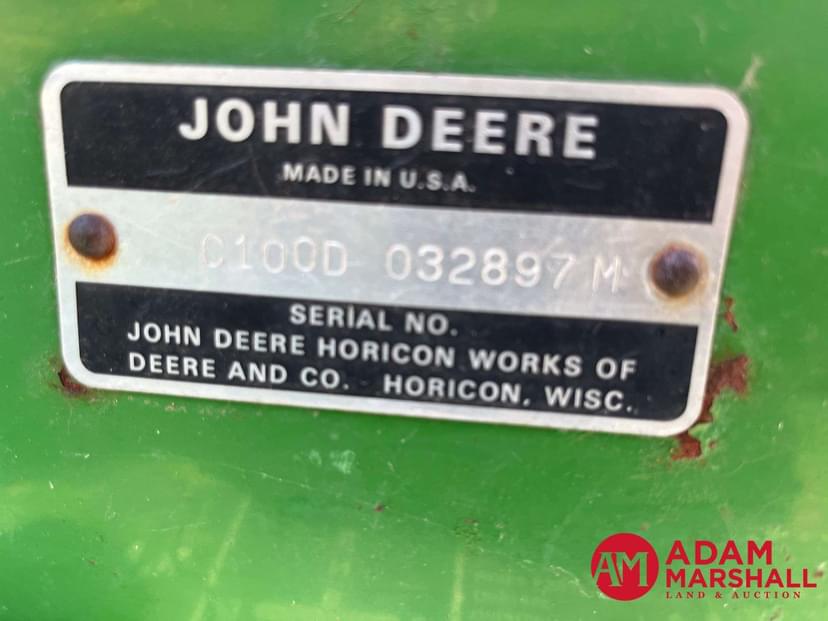 JOHN DEERE
MADE IN U.S.A.
C100D 032897 M
SERIAL NO.
JOHN DEERE HORICON WORKS OF
DEERE AND CO. HORICON. WISC.
AM ADAM
MARSHALL
LAND & AUCTION